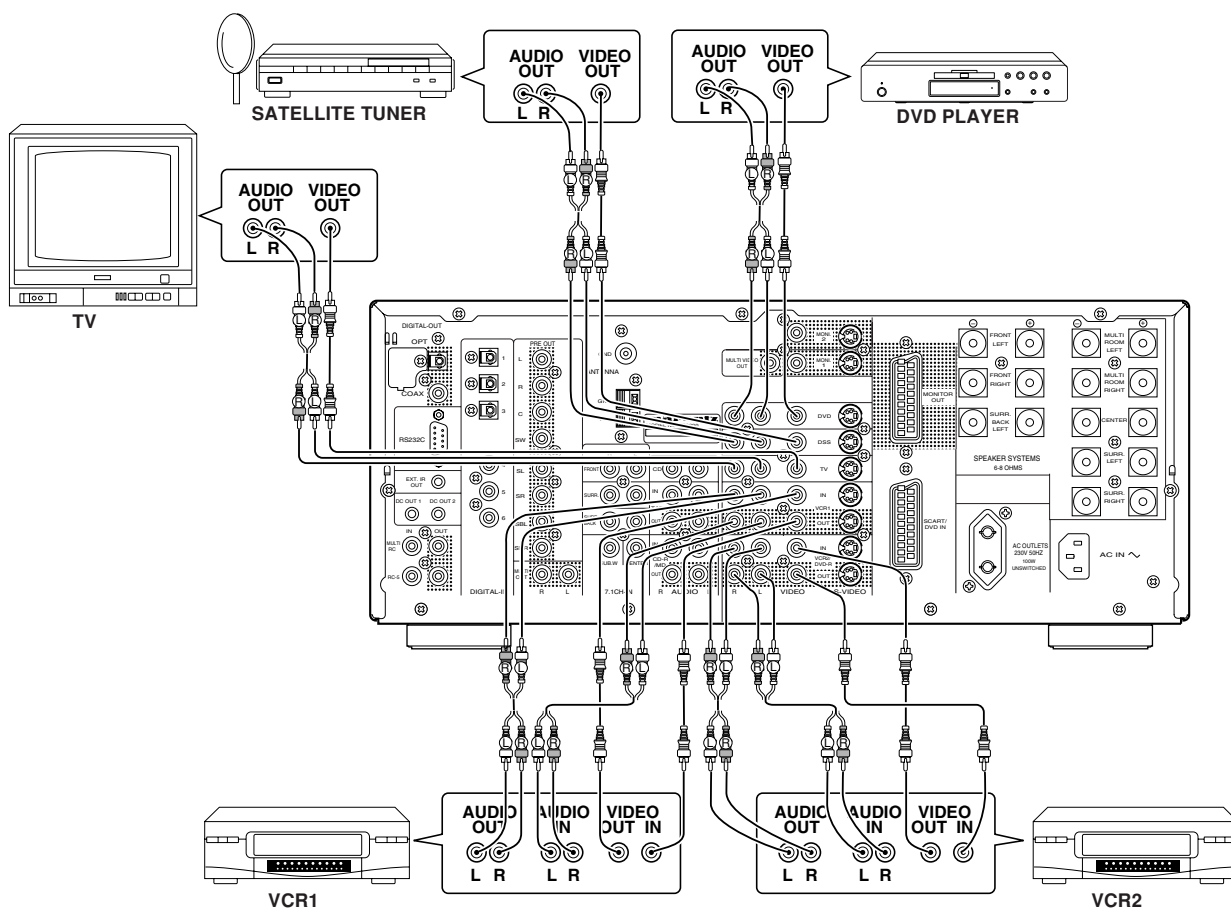 AUDIO OUT
VIDEO OUT
L R
SATELLITE TUNER
AUDIO OUT
VIDEO OUT
L R
DVD PLAYER
AUDIO OUT
VIDEO OUT
L R
TV
DIGITAL-OUT
OPT
COAX
RS232C
EXT. IR OUT
DC OUT 1
DC OUT 2
IN
OUT
MULTI RC
RC-5
1
2
3
5
6
PRE OUT
L
R
C
SW
SL
SR
SBL
DIGITAL-I
R
L
ANTENNA
FRONT
SURR.
7.1CH-IN
CD-R /MD
IN
OUT
R
AUDIO
MULTI VIDEO OUT
MONI. 2
MONI. 1
DVD
DSS
TV
IN
VCR1
OUT
IN
VCR2 DVD-R
OUT
R
L
VIDEO
S-VIDEO
MONITOR OUT
SCART/ DVD IN
FRONT LEFT
FRONT RIGHT
SURR. BACK LEFT
MULTI ROOM LEFT
MULTI ROOM RIGHT
CENTER
SURR. LEFT
SURR. RIGHT
SPEAKER SYSTEMS
6-8 OHMS
AC OUTLETS
230V 50HZ
100W
UNSWITCHED
AC IN
AUDIO OUT
AUDIO IN
VIDEO
OUT IN
L R
L R
VCR1
AUDIO OUT
AUDIO IN
VIDEO
OUT IN
L R
L R
VCR2